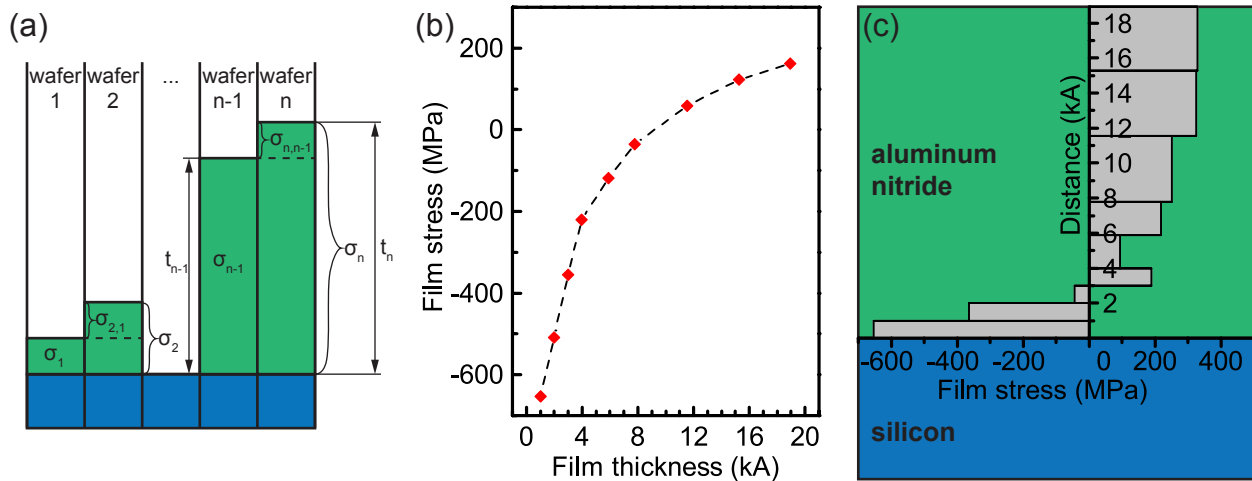 (a)
wafer
1
wafer
2
...
wafer
n-1
wafer
n
σn,n-1
tn-1
σn-1
σn
tn
σ2,1
σ2
σ1
(b)
Film stress (MPa)
200
0
-200
-400
-600
0 4 8 12 16 20
Film thickness (kA)
(c)
aluminum
nitride
Distance (kA)
18
16
14
12
10
8
6
4
2
-600 -400 -200 0 200 400
Film stress (MPa)
silicon